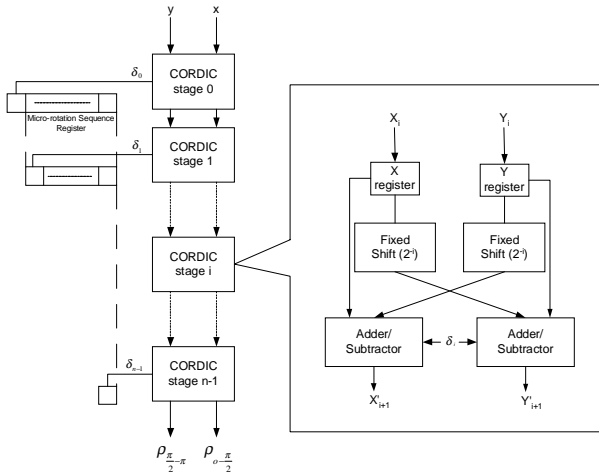 y x
δ₀
CORDIC
stage 0
Micro-rotation Sequence
Register
δ₁
CORDIC
stage 1
CORDIC
stage i
δₙ₋₁
CORDIC
stage n-1
ρ π/2−π ρ o−π/2
Xᵢ Yᵢ
X
register
Y
register
Fixed
Shift (2⁻ⁱ)
Fixed
Shift (2⁻ⁱ)
Adder/
Subtractor
δᵢ
Adder/
Subtractor
X'ᵢ₊₁ Y'ᵢ₊₁